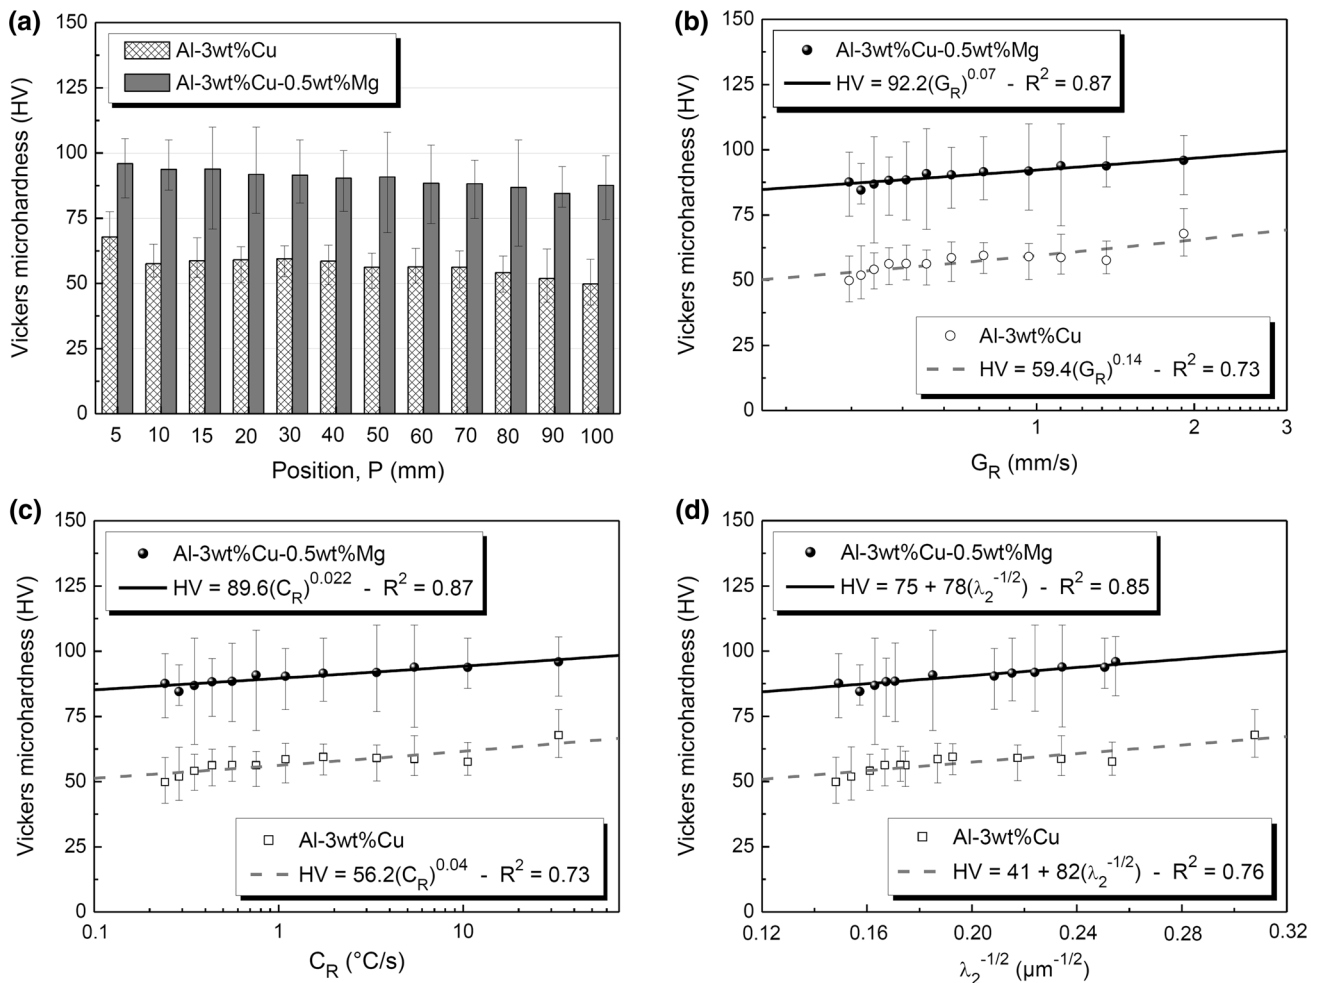 (a)
150
125
100
75
50
25
0
Vickers microhardness (HV)
Al-3wt%Cu
Al-3wt%Cu-0.5wt%Mg
5 10 15 20 30 40 50 60 70 80 90 100
Position, P (mm)
(b)
150
125
100
75
50
25
0
Vickers microhardness (HV)
Al-3wt%Cu-0.5wt%Mg
HV = 92.2(G_R)^0.07 - R^2 = 0.87
Al-3wt%Cu
HV = 59.4(G_R)^0.14 - R^2 = 0.73
1 2 3
G_R (mm/s)
(c)
150
125
100
75
50
25
0
Vickers microhardness (HV)
Al-3wt%Cu-0.5wt%Mg
HV = 89.6(C_R)^0.022 - R^2 = 0.87
Al-3wt%Cu
HV = 56.2(C_R)^0.04 - R^2 = 0.73
0.1 1 10
C_R (°C/s)
(d)
150
125
100
75
50
25
0
Vickers microhardness (HV)
Al-3wt%Cu-0.5wt%Mg
HV = 75 + 78(λ_2^-1/2) - R^2 = 0.85
Al-3wt%Cu
HV = 41 + 82(λ_2^-1/2) - R^2 = 0.76
0.12 0.16 0.20 0.24 0.28 0.32
λ_2^-1/2 (μm^-1/2)